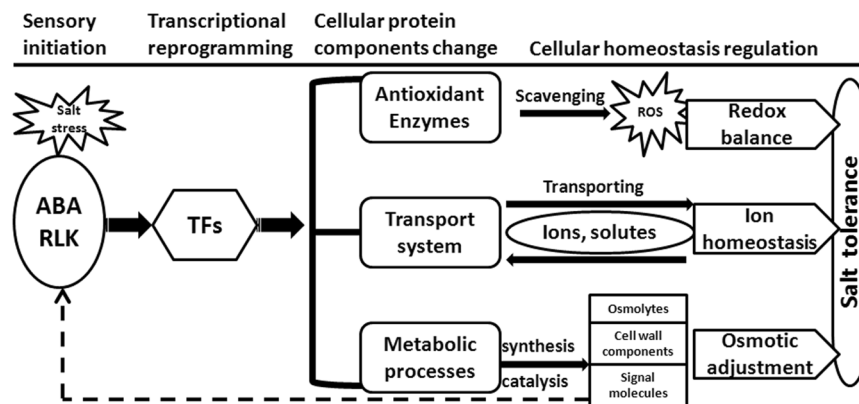 Sensory
initiation
Transcriptional
reprogramming
Cellular protein
components change
Cellular homeostasis regulation
Salt
stress
ABA
RLK
TFs
Antioxidant
Enzymes
Scavenging
ROS
Redox
balance
Transport
system
Transporting
Ions, solutes
Ion
homeostasis
Metabolic
processes
synthesis
catalysis
Osmolytes
Cell wall
components
Signal
molecules
Osmotic
adjustment
Salt tolerance